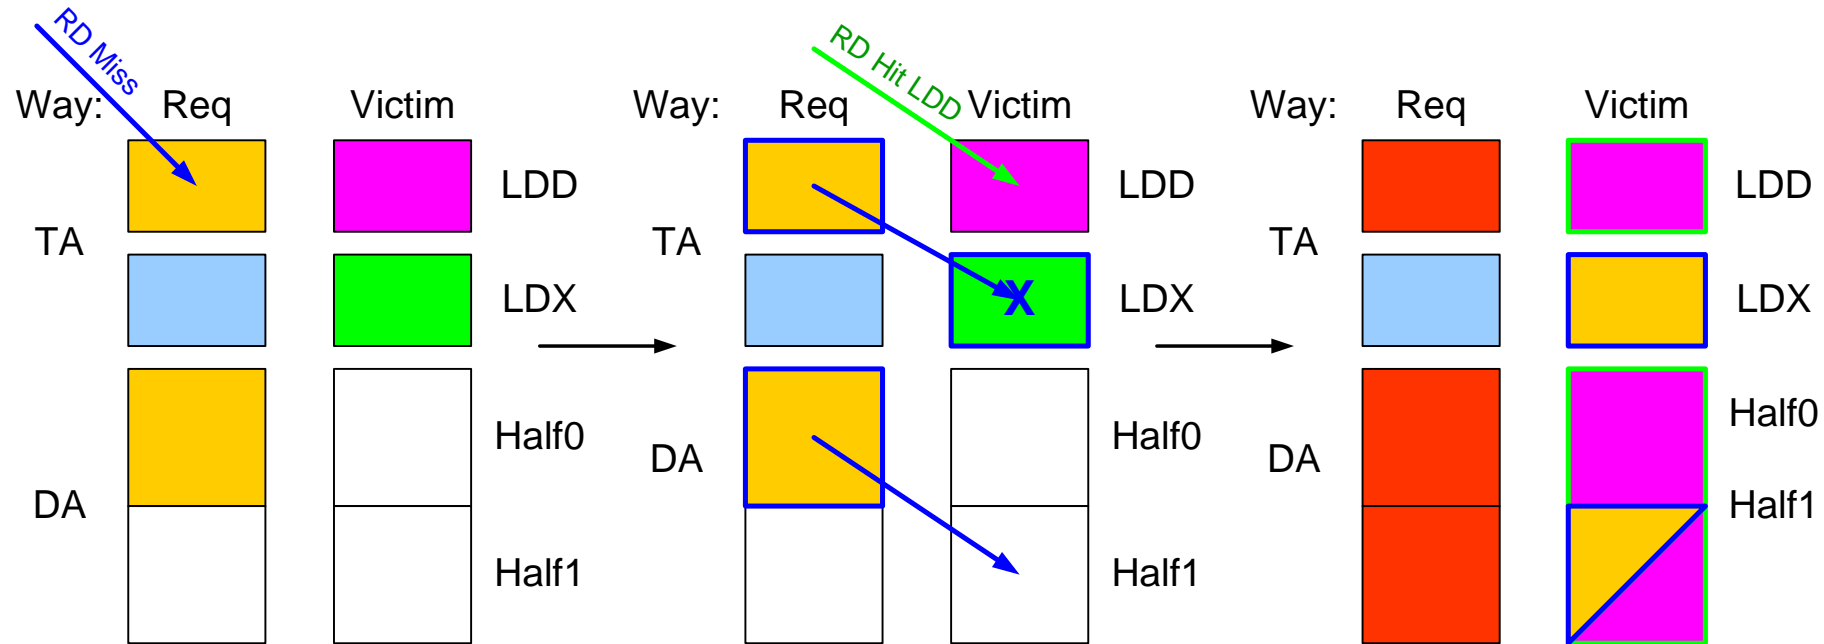 RD Miss
RD Hit LDD
Way: Req Victim
Way: Req Victim
Way: Req Victim
LDD
LDD
LDD
TA
TA
TA
LDX
X
LDX
LDX
Half0
Half0
Half0
DA
DA
DA
Half1
Half1
Half1